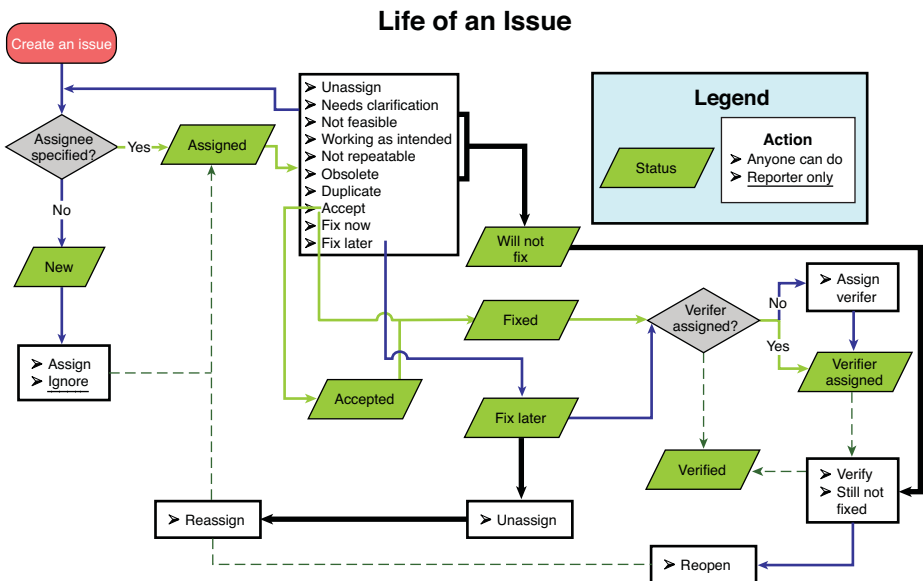 Life of an Issue
Create an issue
Assignee
specified?
Yes
No
Assigned
New
➢ Assign
➢ Ignore
➢ Unassign
➢ Needs clarification
➢ Not feasible
➢ Working as intended
➢ Not repeatable
➢ Obsolete
➢ Duplicate
➢ Accept
➢ Fix now
➢ Fix later
Legend
Status
Action
➢ Anyone can do
➢ Reporter only
Will not
fix
Fixed
Accepted
Fix later
Verifer
assigned?
No
Yes
➢ Assign
verifer
Verifier
assigned
Verified
➢ Verify
➢ Still not
fixed
➢ Reassign
➢ Unassign
➢ Reopen